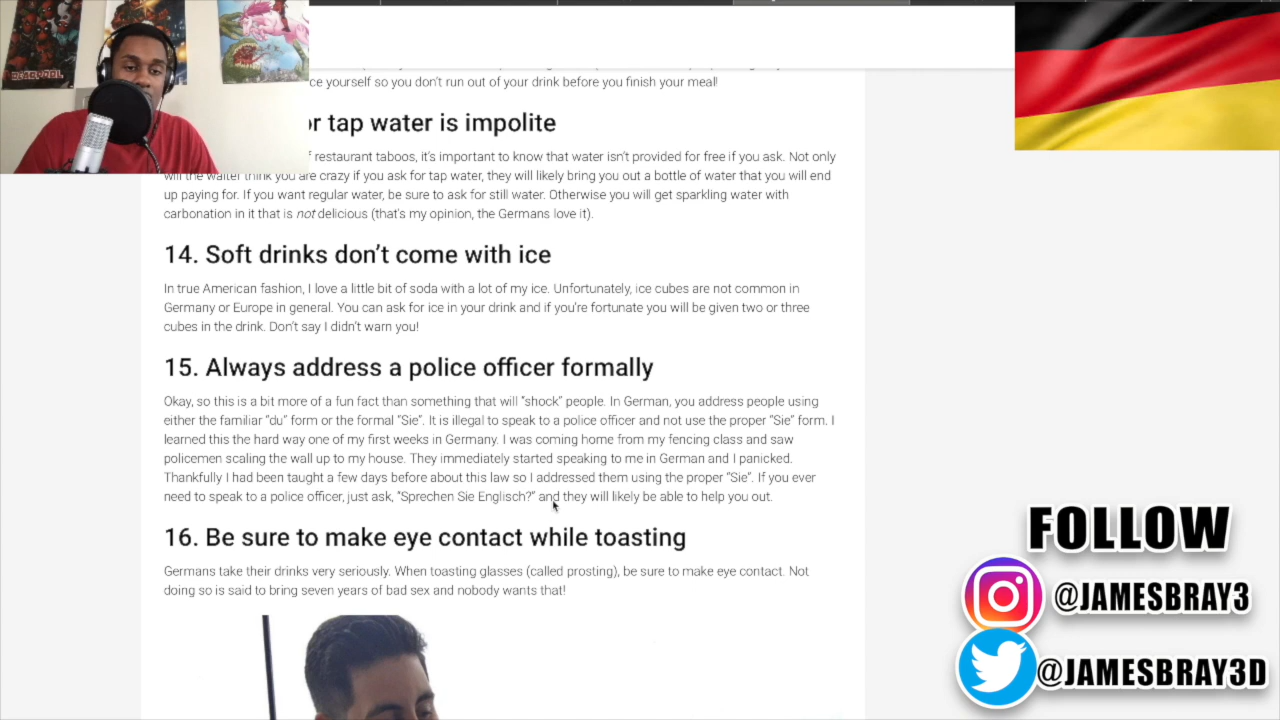 DEADPOOL
ce yourself so you don't run out of your drink before you finish your meal!
or tap water is impolite
f restaurant taboos, it's important to know that water isn't provided for free if you ask. Not only
will the waiter think you are crazy if you ask for tap water, they will likely bring you out a bottle of water that you will end
up paying for. If you want regular water, be sure to ask for still water. Otherwise you will get sparkling water with
carbonation in it that is not delicious (that's my opinion, the Germans love it).
14. Soft drinks don't come with ice
In true American fashion, I love a little bit of soda with a lot of my ice. Unfortunately, ice cubes are not common in
Germany or Europe in general. You can ask for ice in your drink and if you're fortunate you will be given two or three
cubes in the drink. Don't say I didn't warn you!
15. Always address a police officer formally
Okay, so this is a bit more of a fun fact than something that will “shock” people. In German, you address people using
either the familiar “du” form or the formal “Sie”. It is illegal to speak to a police officer and not use the proper “Sie” form. I
learned this the hard way one of my first weeks in Germany. I was coming home from my fencing class and saw
policemen scaling the wall up to my house. They immediately started speaking to me in German and I panicked.
Thankfully I had been taught a few days before about this law so I addressed them using the proper “Sie”. If you ever
need to speak to a police officer, just ask, “Sprechen Sie Englisch?” and they will likely be able to help you out.
16. Be sure to make eye contact while toasting
Germans take their drinks very seriously. When toasting glasses (called prosting), be sure to make eye contact. Not
doing so is said to bring seven years of bad sex and nobody wants that!
FOLLOW
@JAMESBRAY3
@JAMESBRAY3D